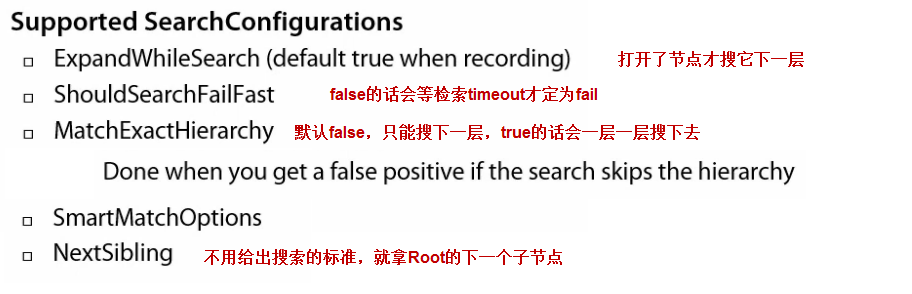 Supported SearchConfigurations
ExpandWhileSearch (default true when recording) 打开了节点才搜它下一层
ShouldSearchFailFast false的话会等检索timeout才定为fail
MatchExactHierarchy 默认false，只能搜下一层，true的话会一层一层搜下去
Done when you get a false positive if the search skips the hierarchy
SmartMatchOptions
NextSibling 不用给出搜索的标准，就拿Root的下一个子节点